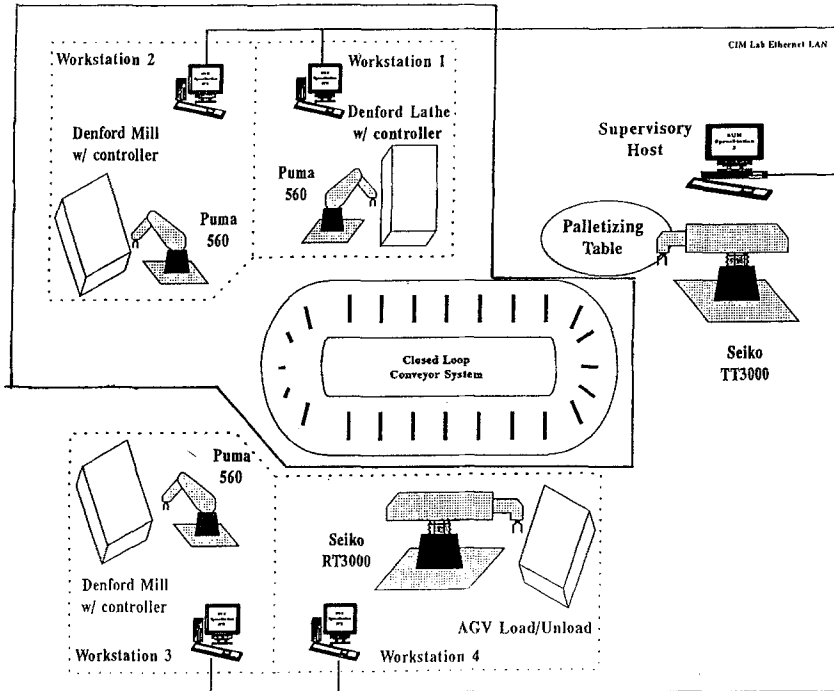 CIM Lab Ethernet LAN
Workstation 2
Workstation 1
Denford Mill
w/ controller
Denford Lathe
w/ controller
Supervisory
Host
SUN
Puma
560
Puma
560
Palletizing
Table
Closed Loop
Conveyor System
Seiko
TT3000
Puma
560
Seiko
RT3000
Denford Mill
w/ controller
AGV Load/Unload
Workstation 3
Workstation 4